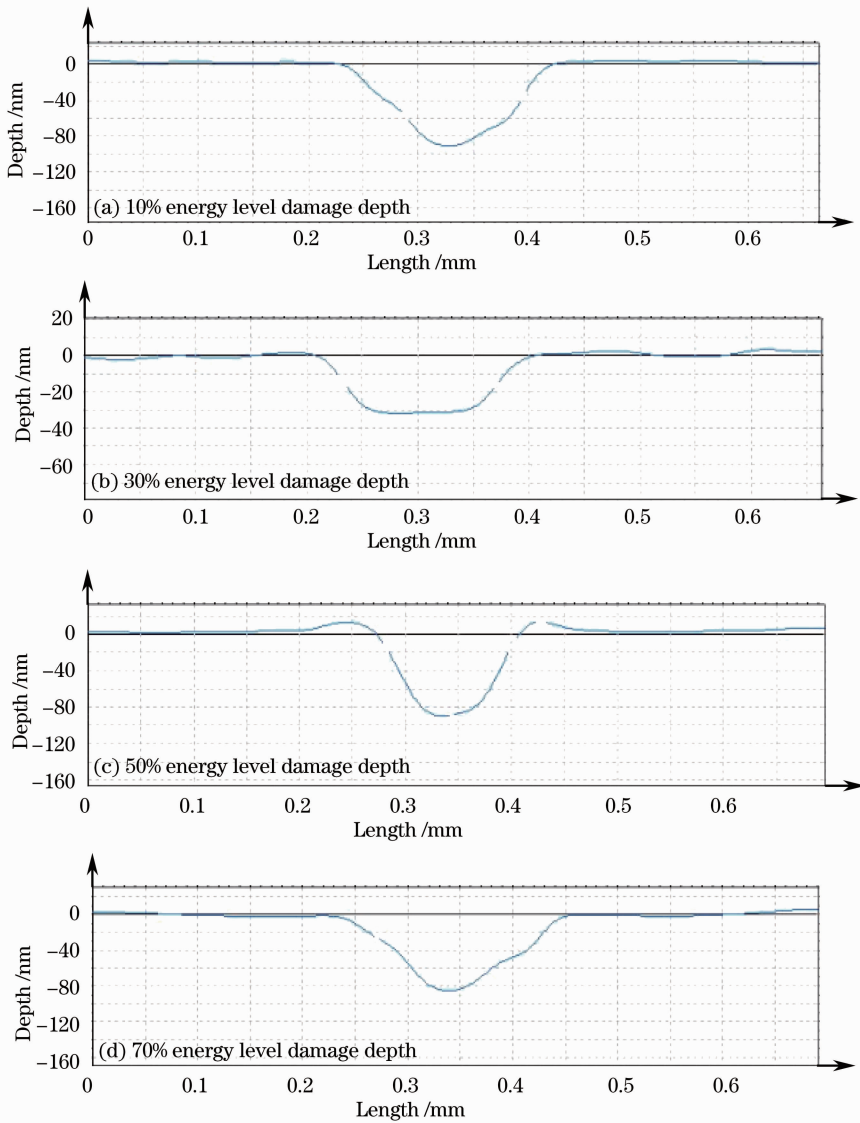 Depth /nm
0
−40
−80
−120
−160
(a) 10% energy level damage depth
0 0.1 0.2 0.3 0.4 0.5 0.6
Length /mm
Depth /nm
20
0
−20
−40
−60
(b) 30% energy level damage depth
0 0.1 0.2 0.3 0.4 0.5 0.6
Length /mm
Depth /nm
0
−40
−80
−120
−160
(c) 50% energy level damage depth
0 0.1 0.2 0.3 0.4 0.5 0.6
Length /mm
Depth /nm
0
−40
−80
−120
−160
(d) 70% energy level damage depth
0 0.1 0.2 0.3 0.4 0.5 0.6
Length /mm